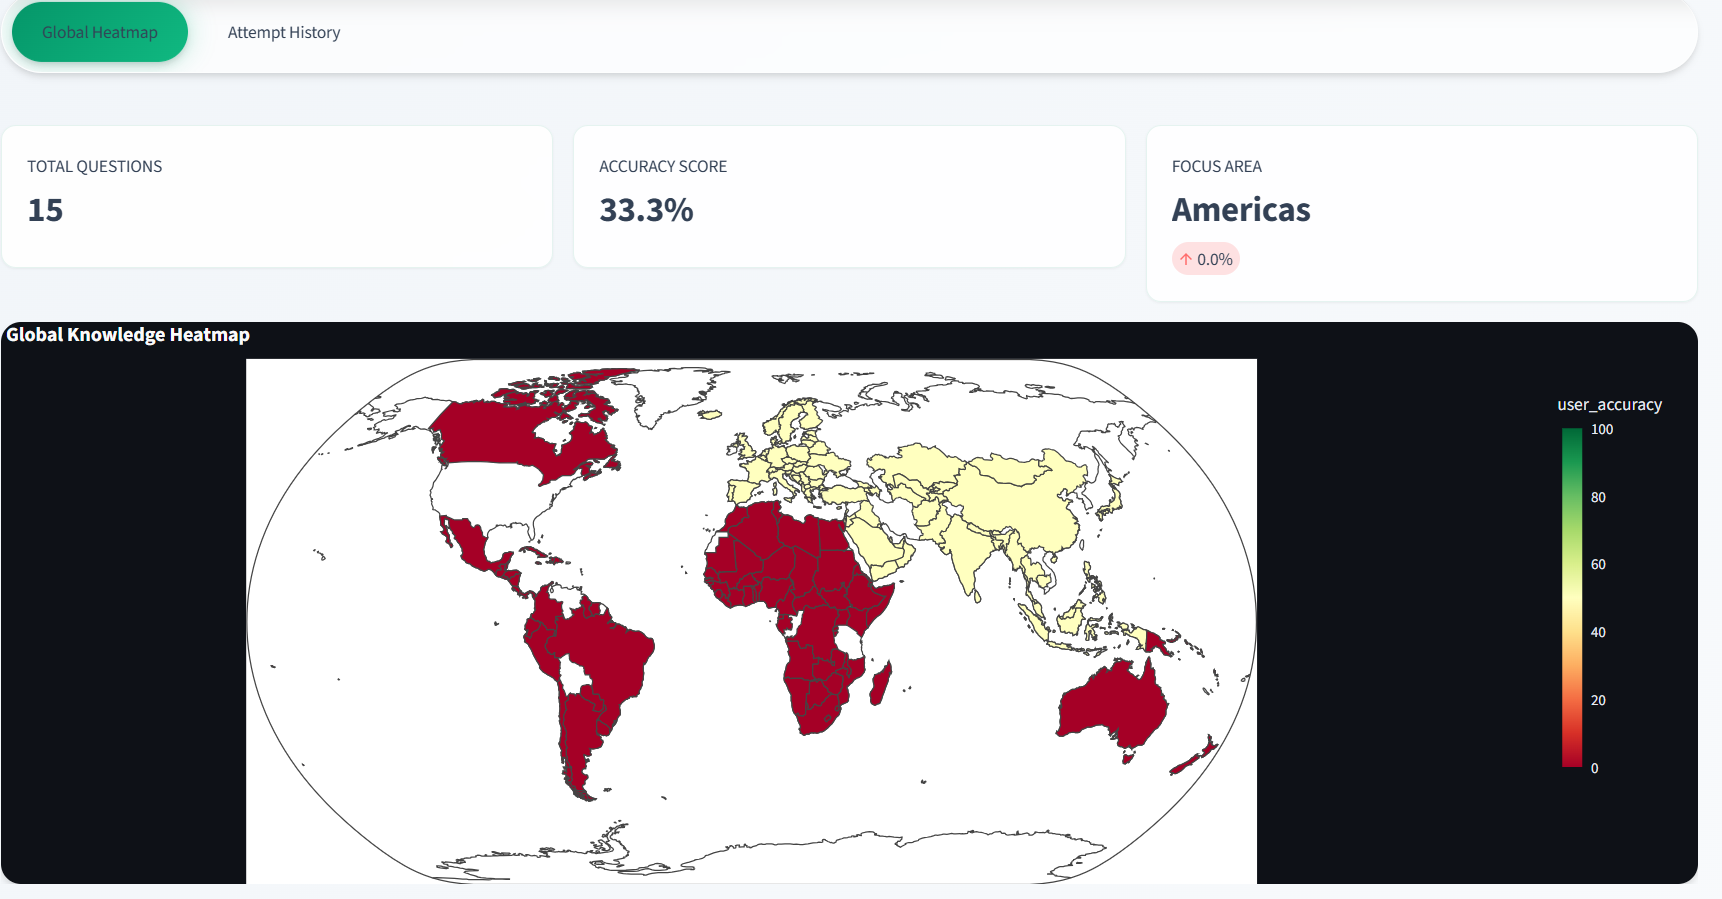 Global Heatmap
Attempt History
TOTAL QUESTIONS
15
ACCURACY SCORE
33.3%
FOCUS AREA
Americas
↑ 0.0%
Global Knowledge Heatmap
user_accuracy
100
80
60
40
20
0